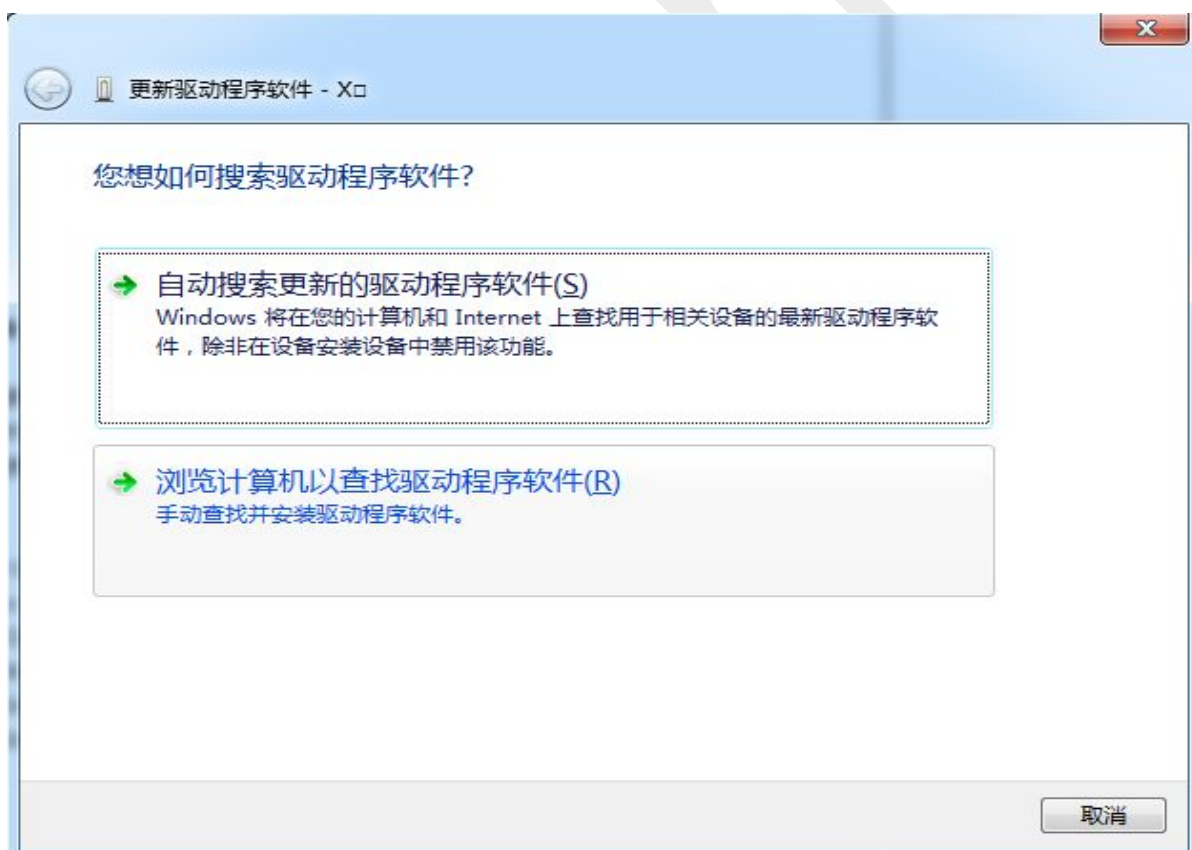 更新驱动程序软件 - X□
您想如何搜索驱动程序软件?
自动搜索更新的驱动程序软件(S)
Windows 将在您的计算机和 Internet 上查找用于相关设备的最新驱动程序软
件，除非在设备安装设备中禁用该功能。
浏览计算机以查找驱动程序软件(R)
手动查找并安装驱动程序软件。
取消